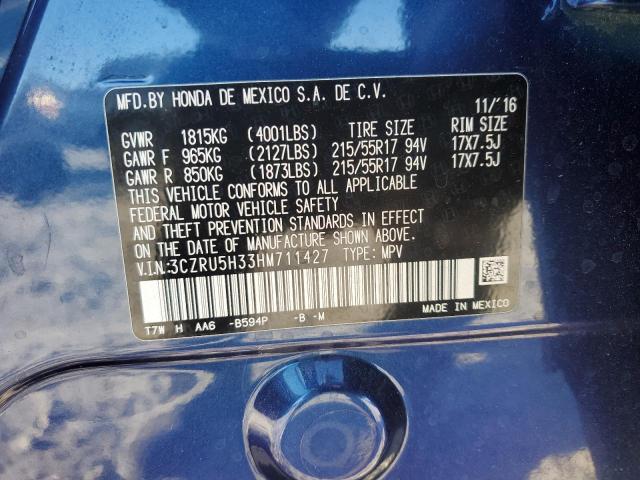 MFD.BY HONDA DE MEXICO S.A. DE C.V. 11/'16
GVWR 1815KG (4001LBS) TIRE SIZE RIM SIZE
GAWR F 965KG (2127LBS) 215/55R17 94V 17X7.5J
GAWR R 850KG (1873LBS) 215/55R17 94V 17X7.5J
THIS VEHICLE CONFORMS TO ALL APPLICABLE
FEDERAL MOTOR VEHICLE SAFETY
AND THEFT PREVENTION STANDARDS IN EFFECT
ON THE DATE OF MANUFACTURE SHOWN ABOVE.
V.I.N.:3CZRU5H33HM711427 TYPE: MPV
MADE IN MEXICO
T7W H AA6 -B594P -B -M